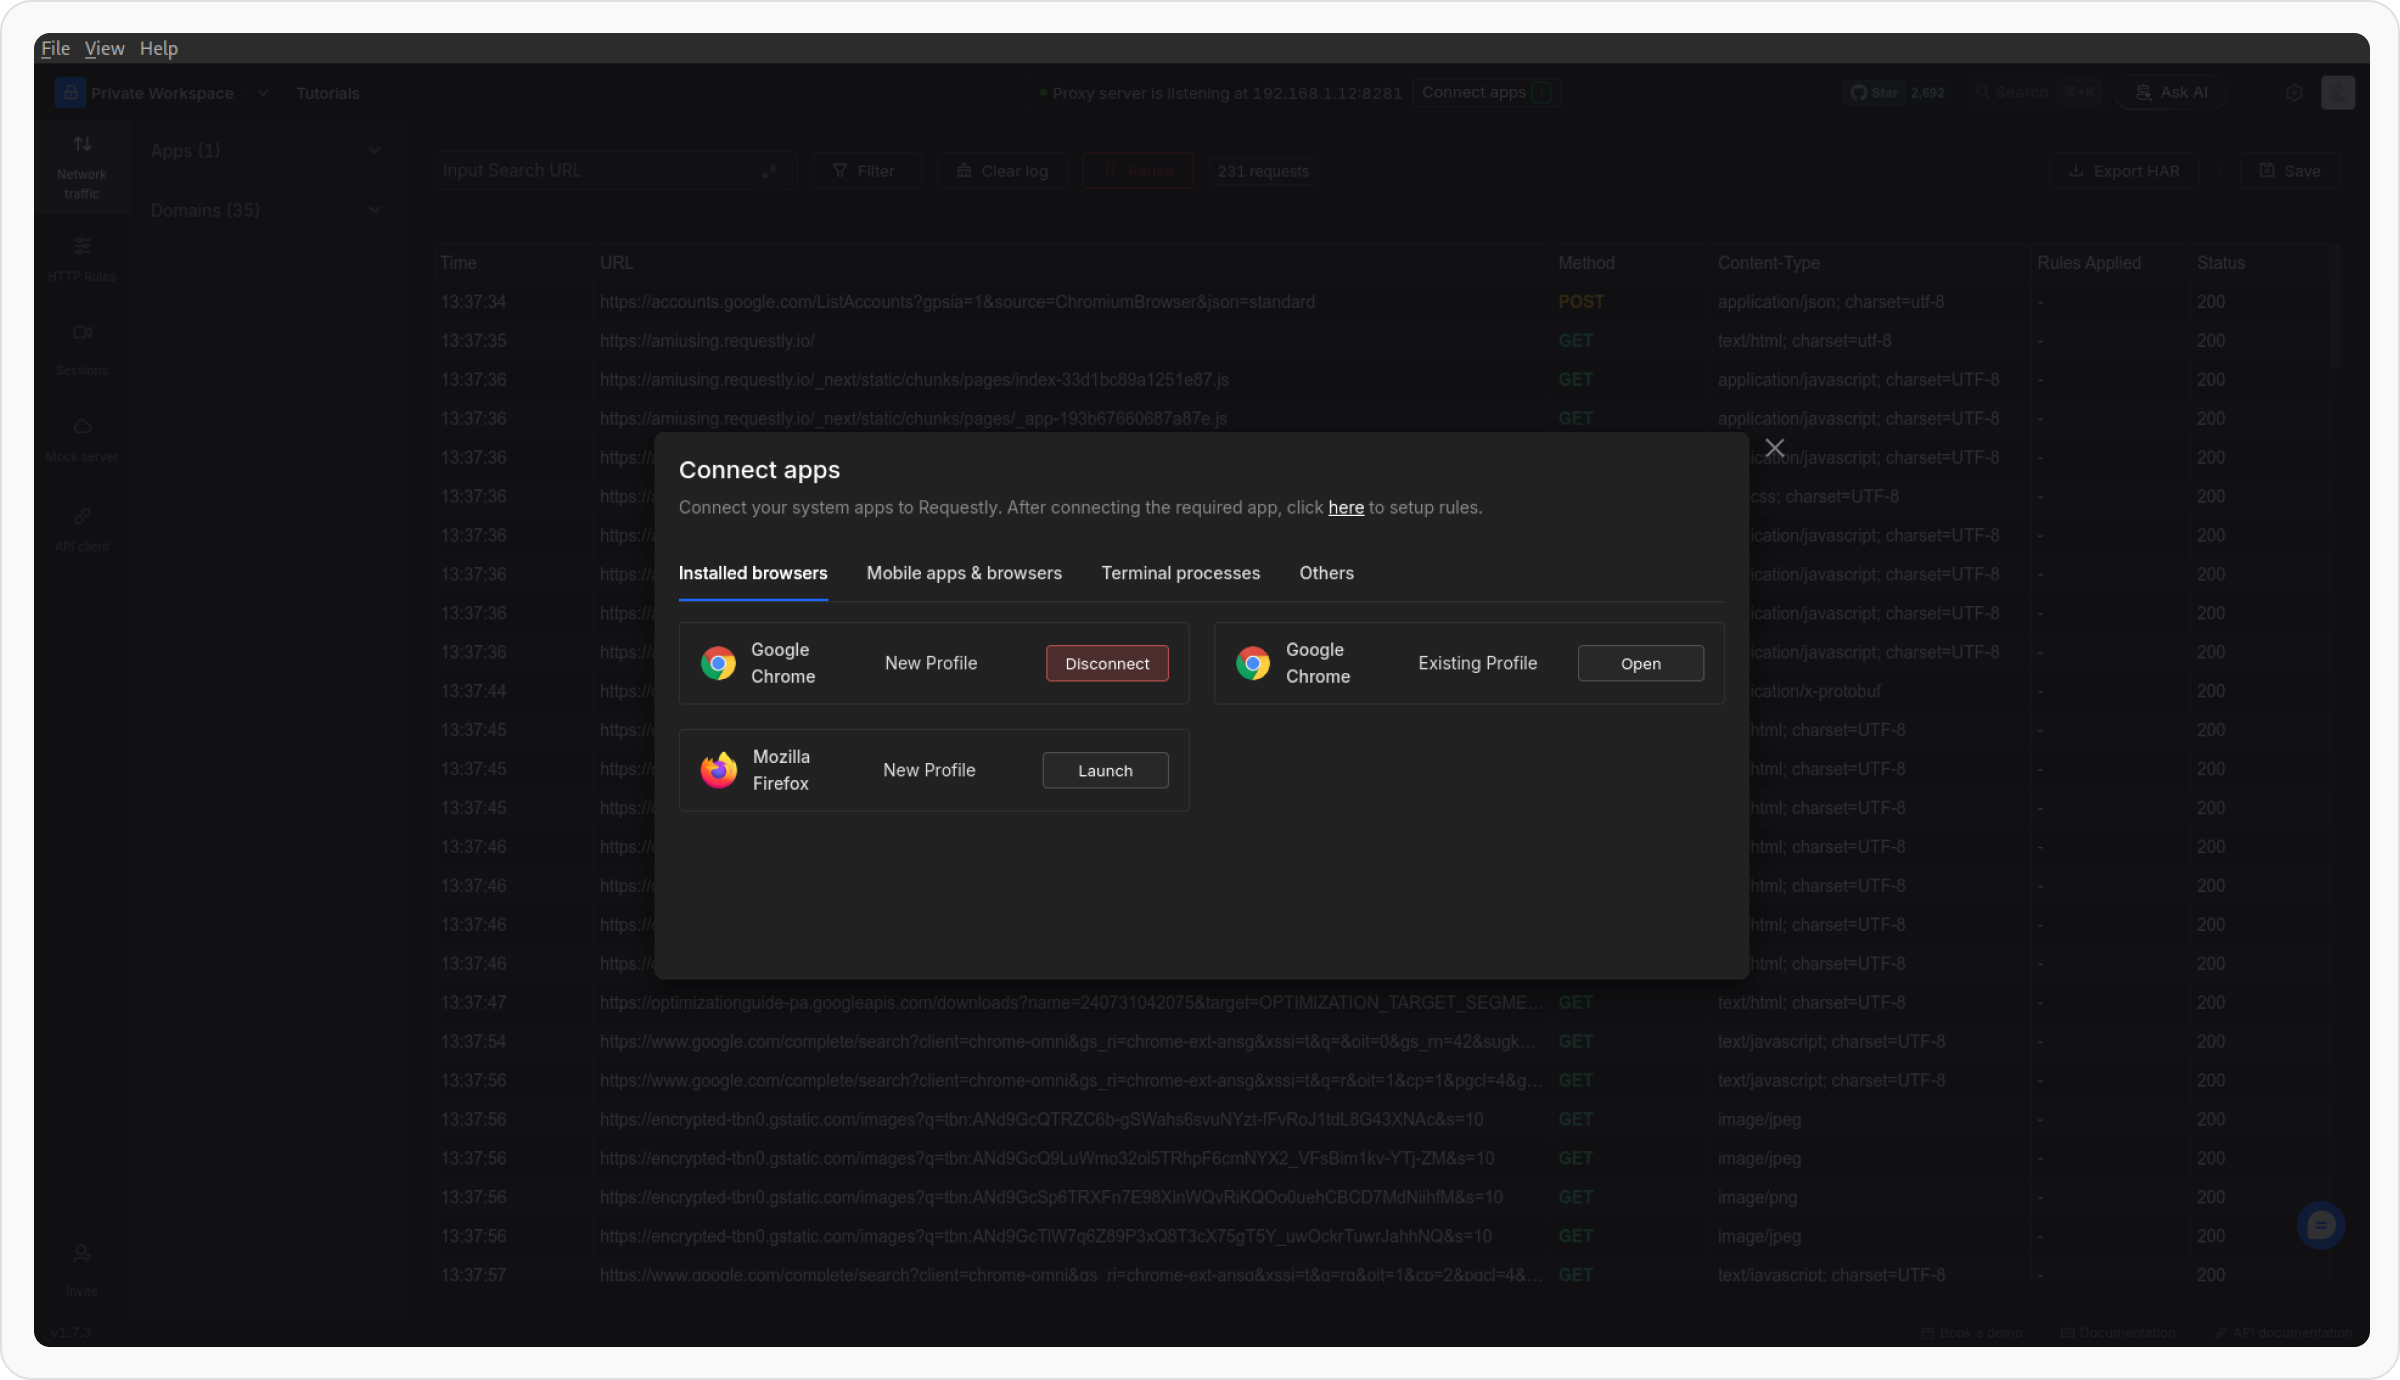 File View Help
Private Workspace Tutorials Proxy server is listening at 192.168.1.12:8281 Connect apps 1 Star 2,692 Search ⌘+K Ask AI
Network traffic
HTTP Rules
Sessions
Mock server
API client
Invite
v1.7.3
Apps (1)
Domains (35)
Input Search URL .* Filter Clear log Pause 231 requests Export HAR Save
Time URL Method Content-Type Rules Applied Status
13:37:34 https://accounts.google.com/ListAccounts?gpsia=1&source=ChromiumBrowser&json=standard POST application/json; charset=utf-8 - 200
13:37:35 https://amiusing.requestly.io/ GET text/html; charset=utf-8 - 200
13:37:36 https://amiusing.requestly.io/_next/static/chunks/pages/index-33d1bc89a1251e87.js GET application/javascript; charset=UTF-8 - 200
13:37:36 https://amiusing.requestly.io/_next/static/chunks/pages/_app-193b67660687a87e.js GET application/javascript; charset=UTF-8 - 200
13:37:36 https:// ication/javascript; charset=UTF-8 - 200
13:37:36 https:// css; charset=UTF-8 - 200
13:37:36 https:// ication/javascript; charset=UTF-8 - 200
13:37:36 https:// ication/javascript; charset=UTF-8 - 200
13:37:36 https:// ication/javascript; charset=UTF-8 - 200
13:37:36 https:// ication/javascript; charset=UTF-8 - 200
13:37:44 https:// ication/x-protobuf - 200
13:37:45 https:// html; charset=UTF-8 - 200
13:37:45 https:// html; charset=UTF-8 - 200
13:37:45 https:// html; charset=UTF-8 - 200
13:37:46 https:// html; charset=UTF-8 - 200
13:37:46 https:// html; charset=UTF-8 - 200
13:37:46 https:// html; charset=UTF-8 - 200
13:37:46 https:// html; charset=UTF-8 - 200
13:37:47 https://optimizationguide-pa.googleapis.com/downloads?name=240731042075&target=OPTIMIZATION_TARGET_SEGME... GET text/html; charset=UTF-8 - 200
13:37:54 https://www.google.com/complete/search?client=chrome-omni&gs_ri=chrome-ext-ansg&xssi=t&q=&oit=0&gs_rn=42&sugk... GET text/javascript; charset=UTF-8 - 200
13:37:56 https://www.google.com/complete/search?client=chrome-omni&gs_ri=chrome-ext-ansg&xssi=t&q=r&oit=1&cp=1&pgcl=4&g... GET text/javascript; charset=UTF-8 - 200
13:37:56 https://encrypted-tbn0.gstatic.com/images?q=tbn:ANd9GcQTRZC6b-gSWahs6svuNYzt-fFvRoJ1tdL8G43XNAc&s=10 GET image/jpeg - 200
13:37:56 https://encrypted-tbn0.gstatic.com/images?q=tbn:ANd9GcQ9LuWmo32ol5TRhpF6cmNYX2_VFsBim1kv-YTj-ZM&s=10 GET image/jpeg - 200
13:37:56 https://encrypted-tbn0.gstatic.com/images?q=tbn:ANd9GcSp6TRXFn7E98XinWQvRiKQOo0uehCBCD7MdNiihfM&s=10 GET image/png - 200
13:37:56 https://encrypted-tbn0.gstatic.com/images?q=tbn:ANd9GcTlW7q6Z89P3xQ8T3cX75gT5Y_uwOckrTuwrJahhNQ&s=10 GET image/jpeg - 200
13:37:57 https://www.google.com/complete/search?client=chrome-omni&gs_ri=chrome-ext-ansg&xssi=t&q=rq&oit=1&cp=2&pgcl=4&... GET text/javascript; charset=UTF-8 - 200
Connect apps
Connect your system apps to Requestly. After connecting the required app, click here to setup rules.
Installed browsers Mobile apps & browsers Terminal processes Others
Google Chrome New Profile Disconnect
Google Chrome Existing Profile Open
Mozilla Firefox New Profile Launch
Book a demo Documentation API documentation